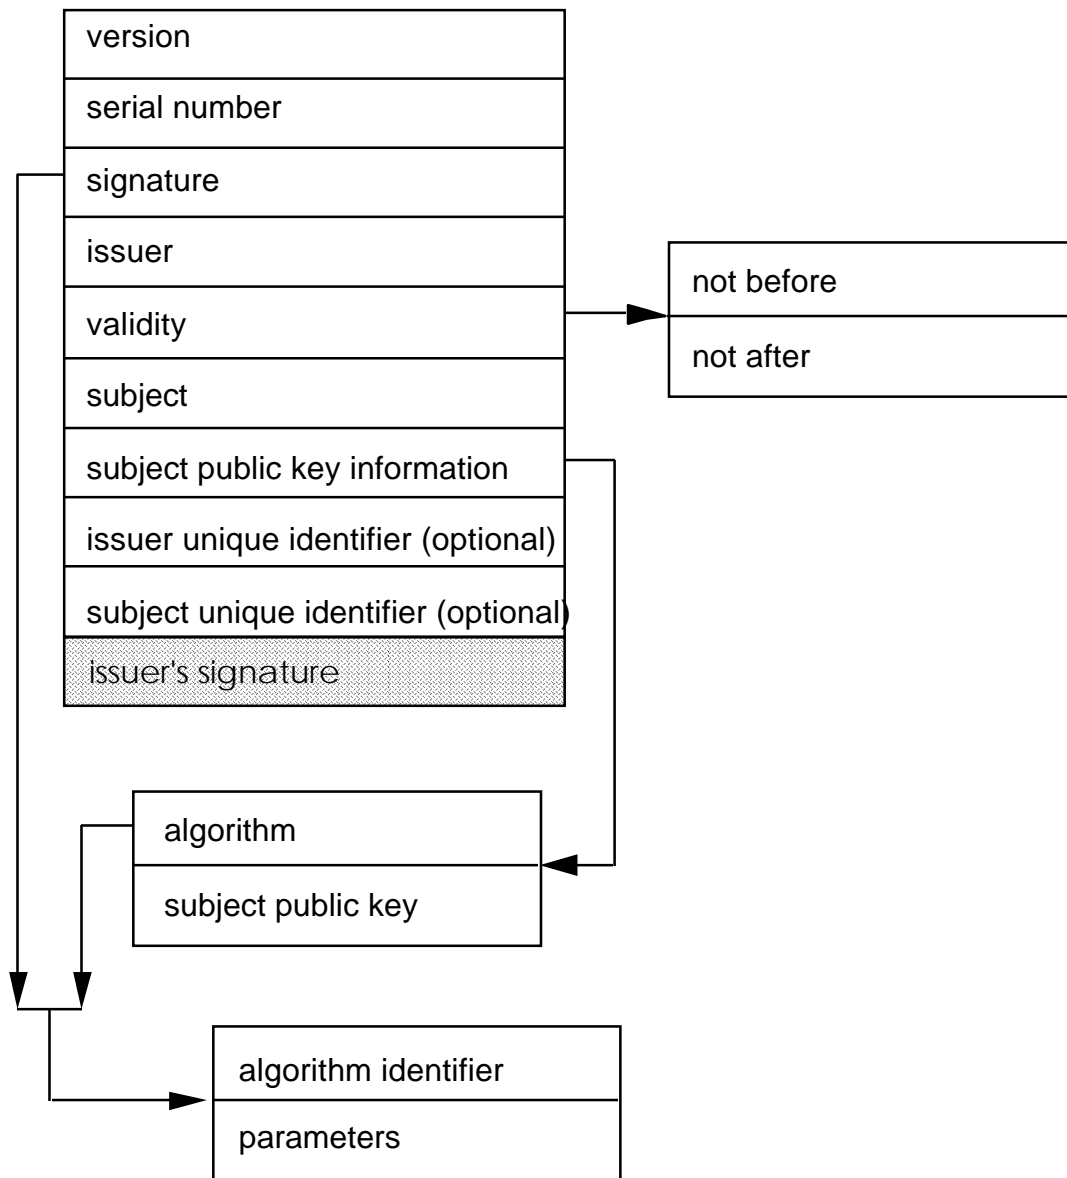 version
serial number
signature
issuer
validity
subject
subject public key information
issuer unique identifier (optional)
subject unique identifier (optional)
issuer's signature
not before
not after
algorithm
subject public key
algorithm identifier
parameters